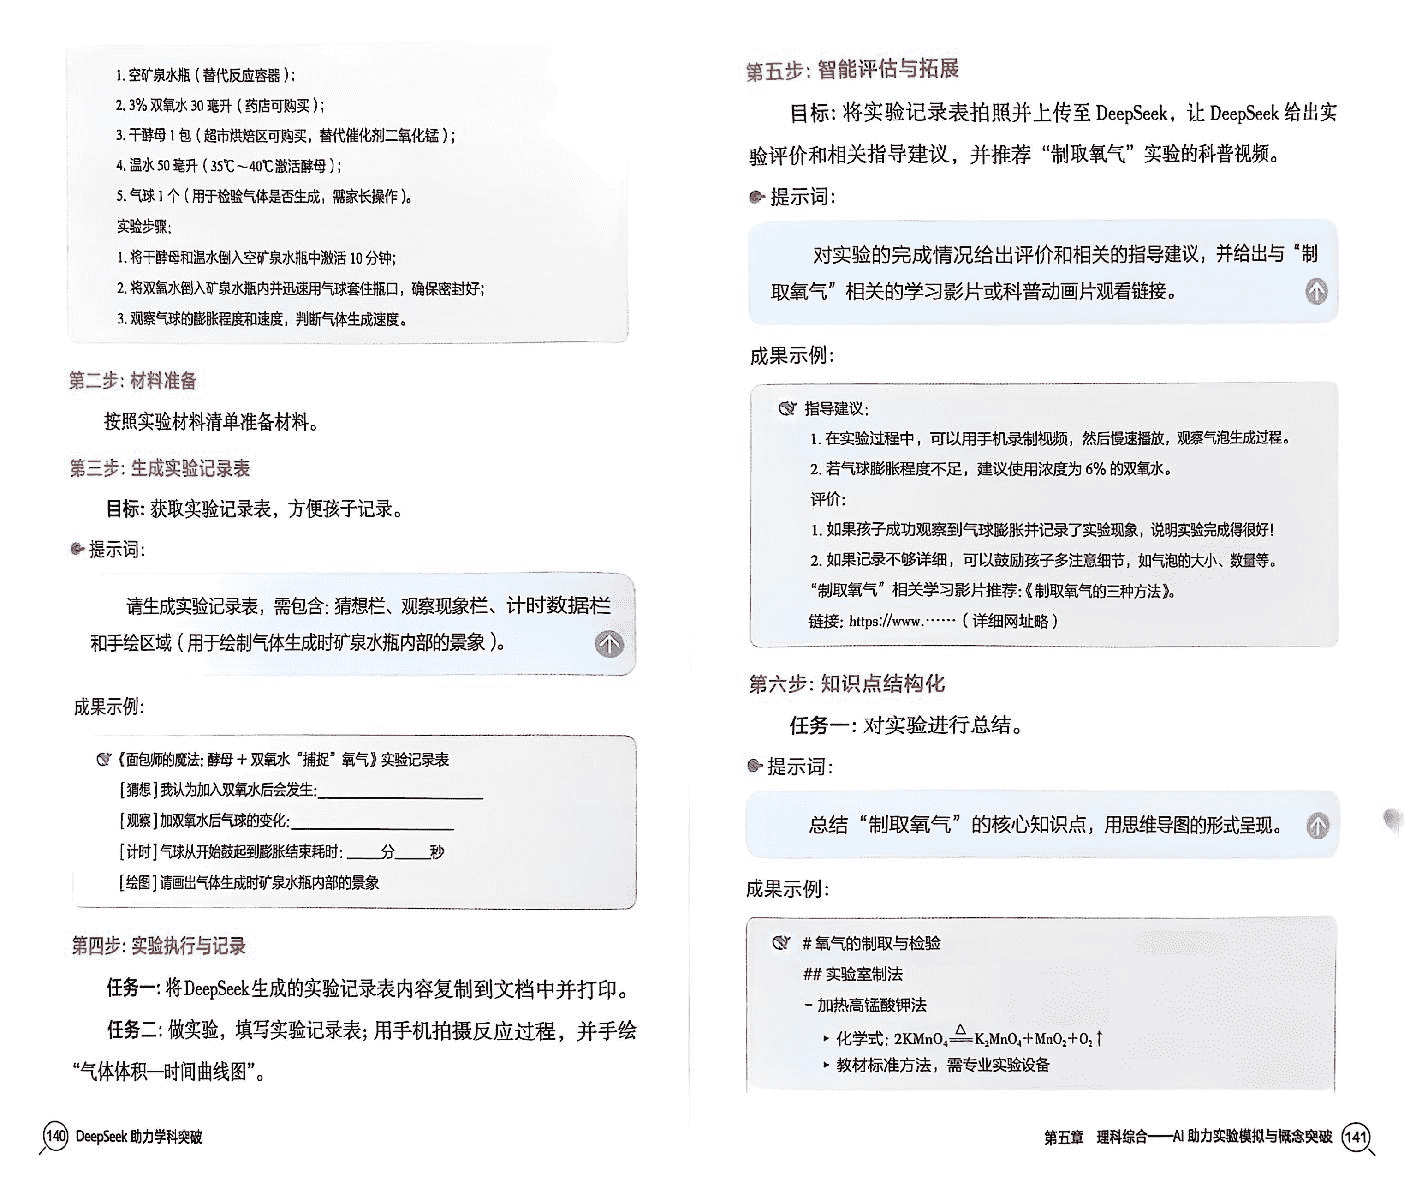 1. 空矿泉水瓶（替代反应容器）；
2. 3% 双氧水 30 毫升（药店可购买）；
3. 干酵母 1 包（超市烘焙区可购买，替代催化剂二氧化锰）；
4. 温水 50 毫升（35℃～40℃激活酵母）；
5. 气球 1 个（用于检验气体是否生成，需家长操作）。
实验步骤：
1. 将干酵母和温水倒入空矿泉水瓶中激活 10 分钟；
2. 将双氧水倒入矿泉水瓶内并迅速用气球套住瓶口，确保密封好；
3. 观察气球的膨胀程度和速度，判断气体生成速度。
第二步：材料准备
按照实验材料清单准备材料。
第三步：生成实验记录表
目标：获取实验记录表，方便孩子记录。
提示词：
请生成实验记录表，需包含：猜想栏、观察现象栏、计时数据栏
和手绘区域（用于绘制气体生成时矿泉水瓶内部的景象）。
成果示例：
《面包师的魔法：酵母 + 双氧水“捕捉”氧气》实验记录表
［猜想］我认为加入双氧水后会发生：________
［观察］加双氧水后气球的变化：________
［计时］气球从开始鼓起到膨胀结束耗时：____分____秒
［绘图］请画出气体生成时矿泉水瓶内部的景象
第四步：实验执行与记录
任务一：将DeepSeek生成的实验记录表内容复制到文档中并打印。
任务二：做实验，填写实验记录表；用手机拍摄反应过程，并手绘
“气体体积—时间曲线图”。
140 DeepSeek 助力学科突破
第五步：智能评估与拓展
目标：将实验记录表拍照并上传至 DeepSeek，让 DeepSeek 给出实
验评价和相关指导建议，并推荐“制取氧气”实验的科普视频。
提示词：
对实验的完成情况给出评价和相关的指导建议，并给出与“制
取氧气”相关的学习影片或科普动画片观看链接。
成果示例：
指导建议：
1. 在实验过程中，可以用手机录制视频，然后慢速播放，观察气泡生成过程。
2. 若气球膨胀程度不足，建议使用浓度为 6% 的双氧水。
评价：
1. 如果孩子成功观察到气球膨胀并记录了实验现象，说明实验完成得很好！
2. 如果记录不够详细，可以鼓励孩子多注意细节，如气泡的大小、数量等。
“制取氧气”相关学习影片推荐：《制取氧气的三种方法》。
链接：https://www.……（详细网址略）
第六步：知识点结构化
任务一：对实验进行总结。
提示词：
总结“制取氧气”的核心知识点，用思维导图的形式呈现。
成果示例：
# 氧气的制取与检验
## 实验室制法
- 加热高锰酸钾法
▸ 化学式：2KMnO₄ ≜ K₂MnO₄+MnO₂+O₂↑
▸ 教材标准方法，需专业实验设备
第五章 理科综合——AI 助力实验模拟与概念突破 141